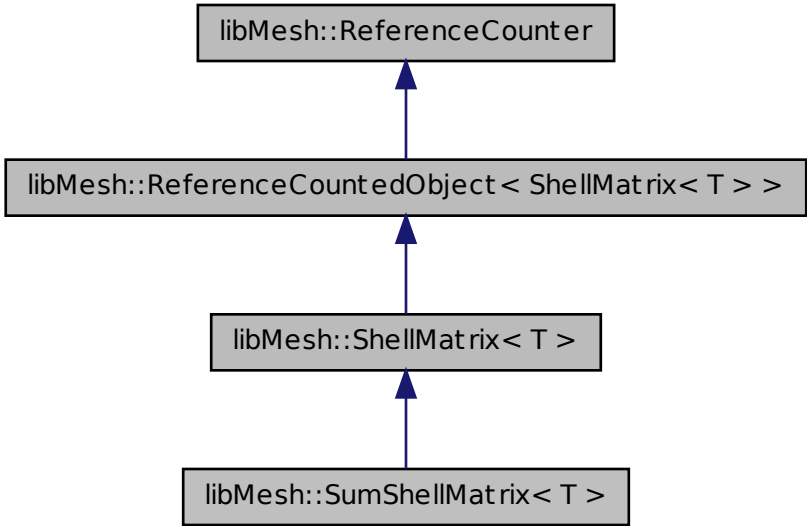 libMesh::ReferenceCounter
libMesh::ReferenceCountedObject< ShellMatrix< T > >
libMesh::ShellMatrix< T >
libMesh::SumShellMatrix< T >